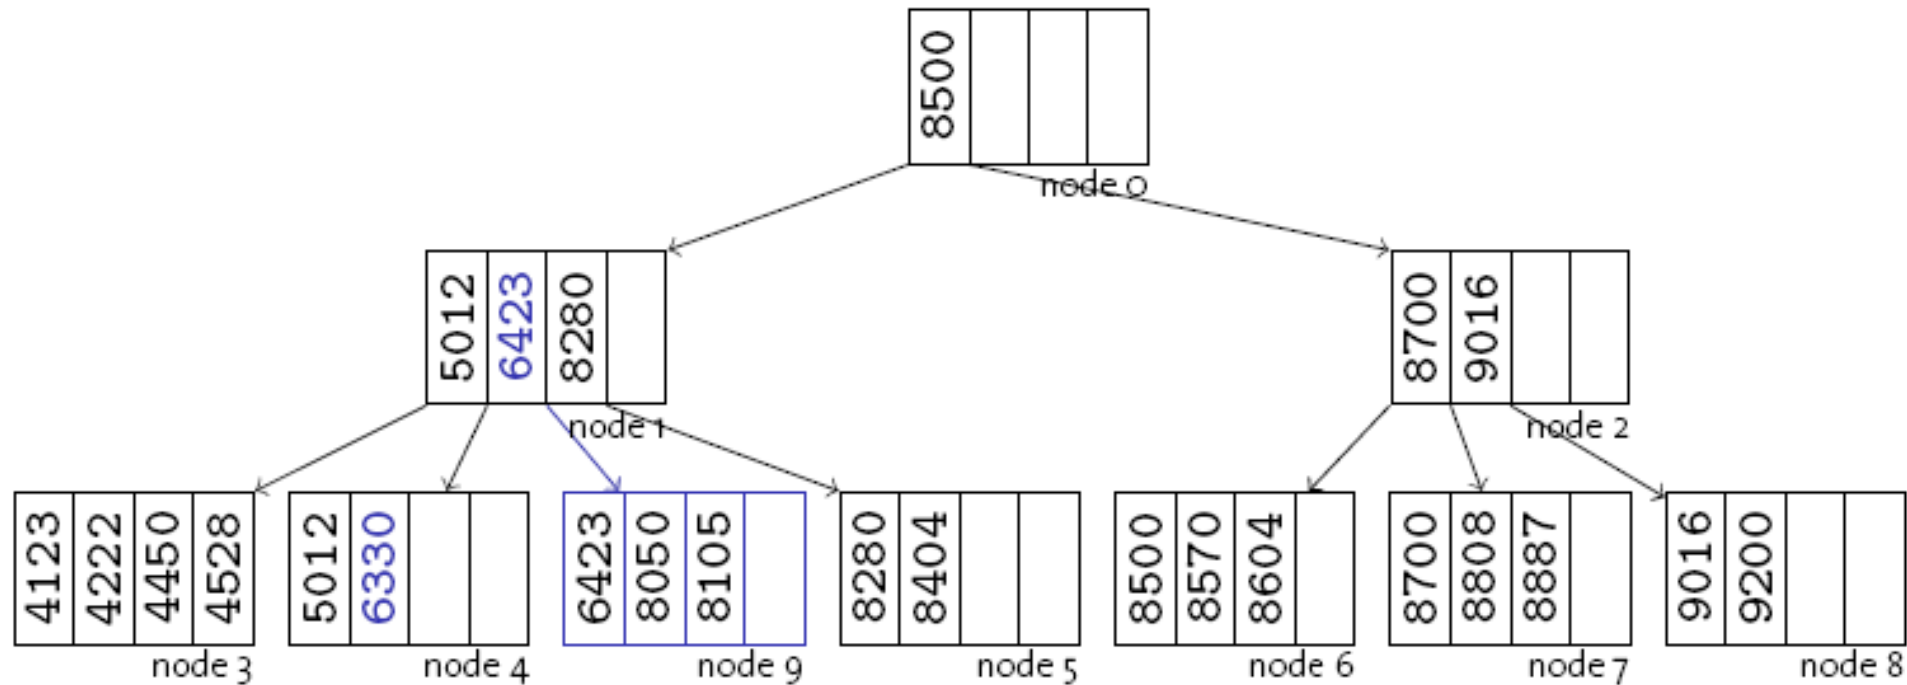 8500
node 0
5012 6423 8280
node 1
8700 9016
node 2
4123 4222 4450 4528
node 3
5012 6330
node 4
6423 8050 8105
node 9
8280 8404
node 5
8500 8570 8604
node 6
8700 8808 8887
node 7
9016 9200
node 8